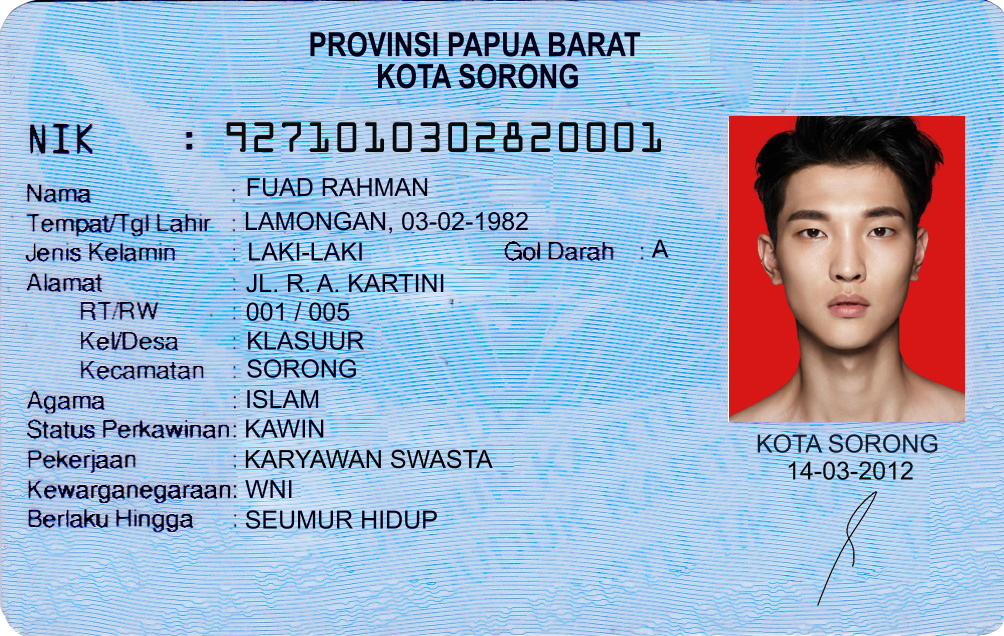 PROVINSI PAPUA BARAT
KOTA SORONG
NIK : 9271010302820001
Nama : FUAD RAHMAN
Tempat/Tgl Lahir : LAMONGAN, 03-02-1982
Jenis Kelamin : LAKI-LAKI Gol Darah : A
Alamat : JL. R. A. KARTINI
RT/RW : 001 / 005
Kel/Desa : KLASUUR
Kecamatan : SORONG
Agama : ISLAM
Status Perkawinan: KAWIN
Pekerjaan : KARYAWAN SWASTA
Kewarganegaraan: WNI
Berlaku Hingga : SEUMUR HIDUP
KOTA SORONG
14-03-2012